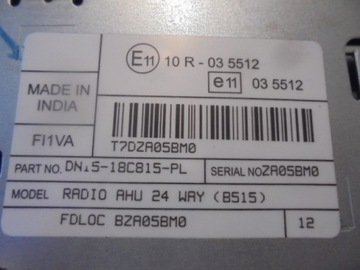 E11 10 R - 03 5512
e11 03 5512
MADE IN
INDIA
FI1VA
T7DZA05BM0
PART NO. DN15-18C815-PL
SERIAL NO ZA05BM0
MODEL RADIO AHU 24 WAY (B515)
FDLOC BZA05BM0
12